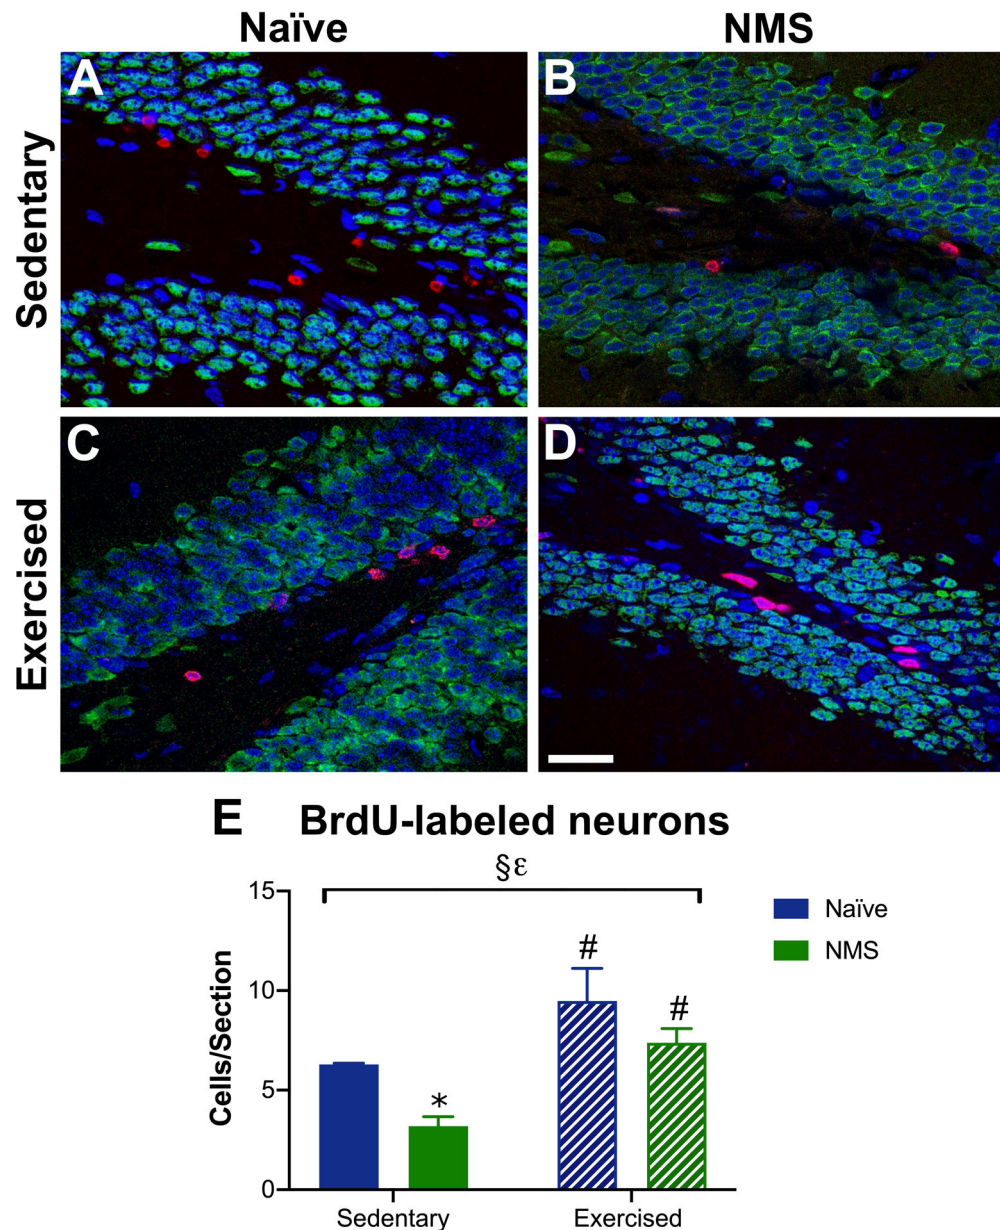 Naïve
NMS
Sedentary
A
B
Exercised
C
D
E BrdU-labeled neurons
§ε
15
10
5
0
Cells/Section
*
#
#
Sedentary
Exercised
Naïve
NMS